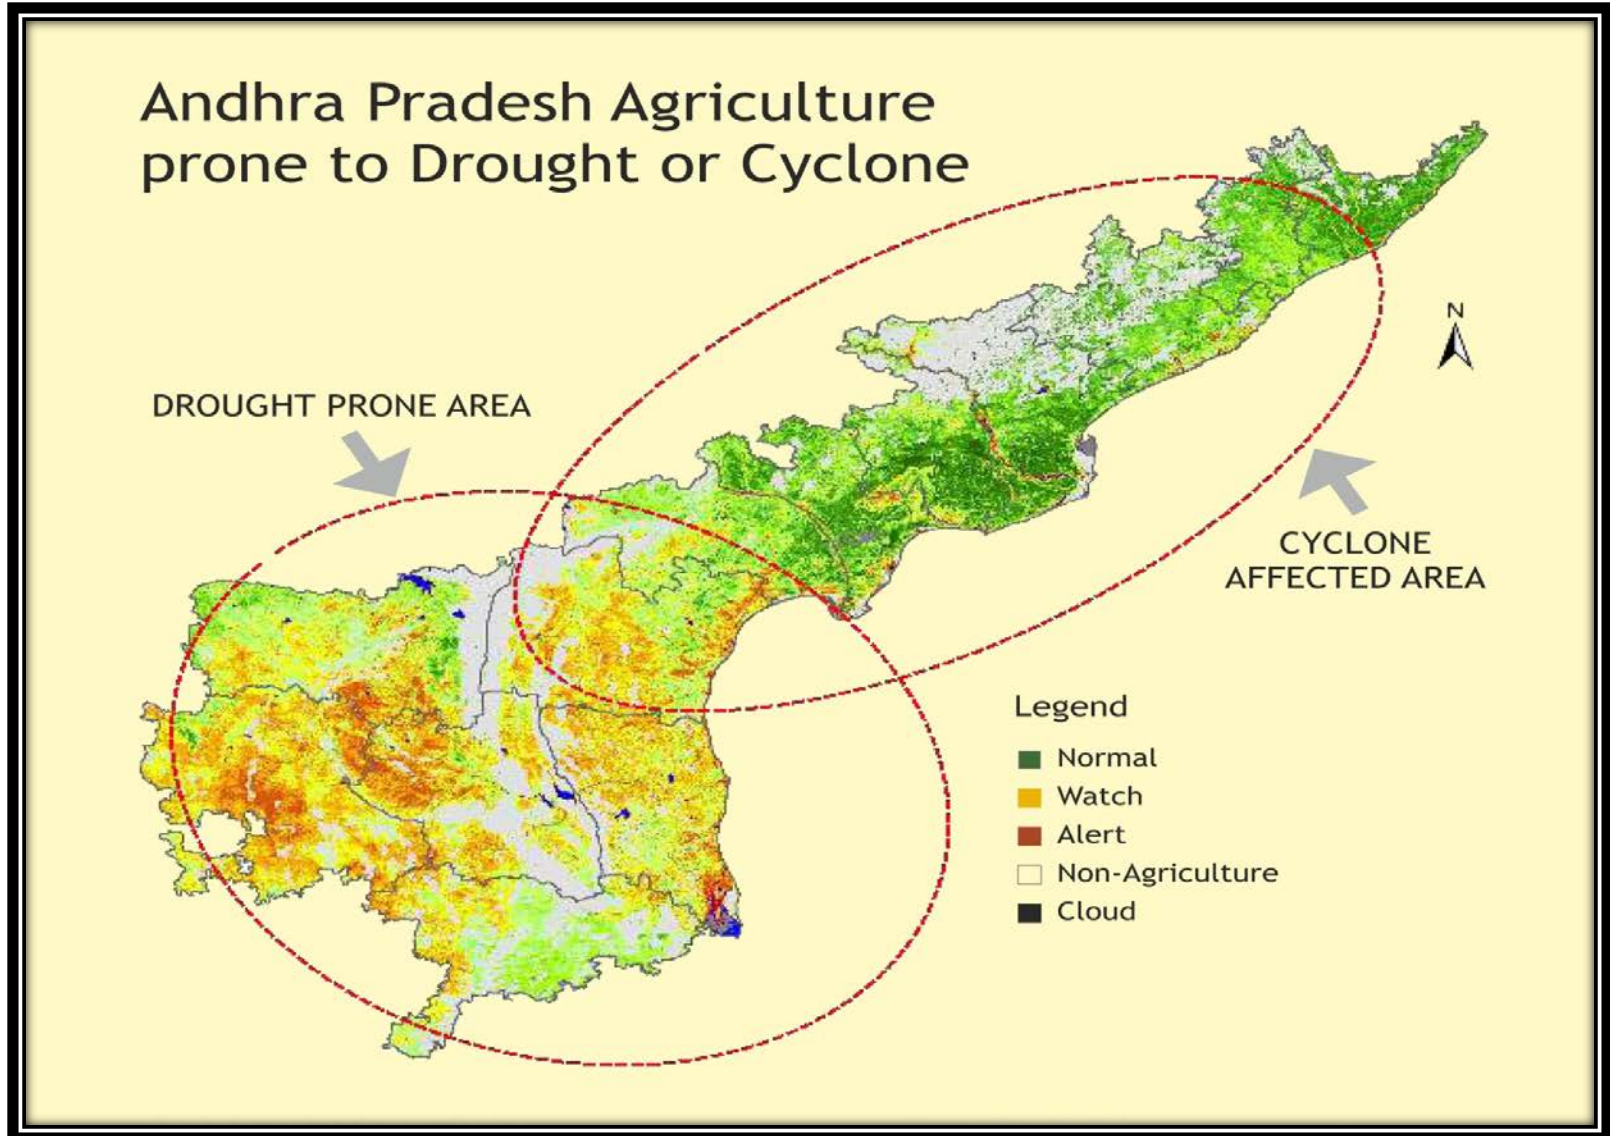 Andhra Pradesh Agriculture
prone to Drought or Cyclone
DROUGHT PRONE AREA
N
CYCLONE
AFFECTED AREA
Legend
Normal
Watch
Alert
Non-Agriculture
Cloud